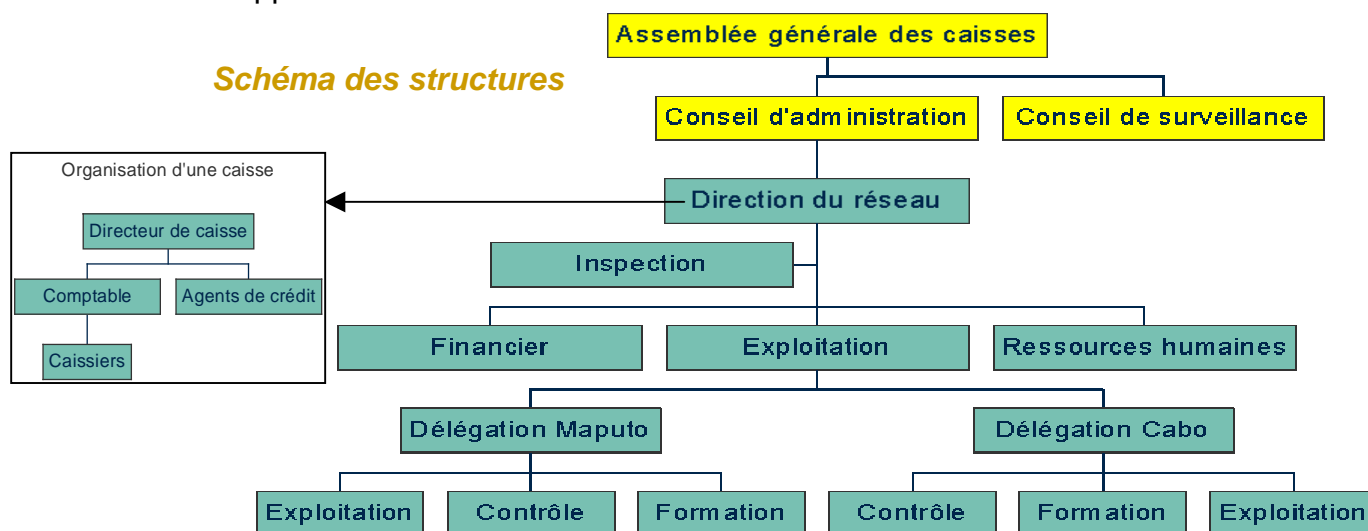 Assemblée générale des caisses
Schéma des structures
Conseil d'administration
Conseil de surveillance
Organisation d'une caisse
Direction du réseau
Directeur de caisse
Inspection
Comptable
Agents de crédit
Financier
Exploitation
Ressources humaines
Caissiers
Délégation Maputo
Délégation Cabo
Exploitation
Contrôle
Formation
Contrôle
Formation
Exploitation